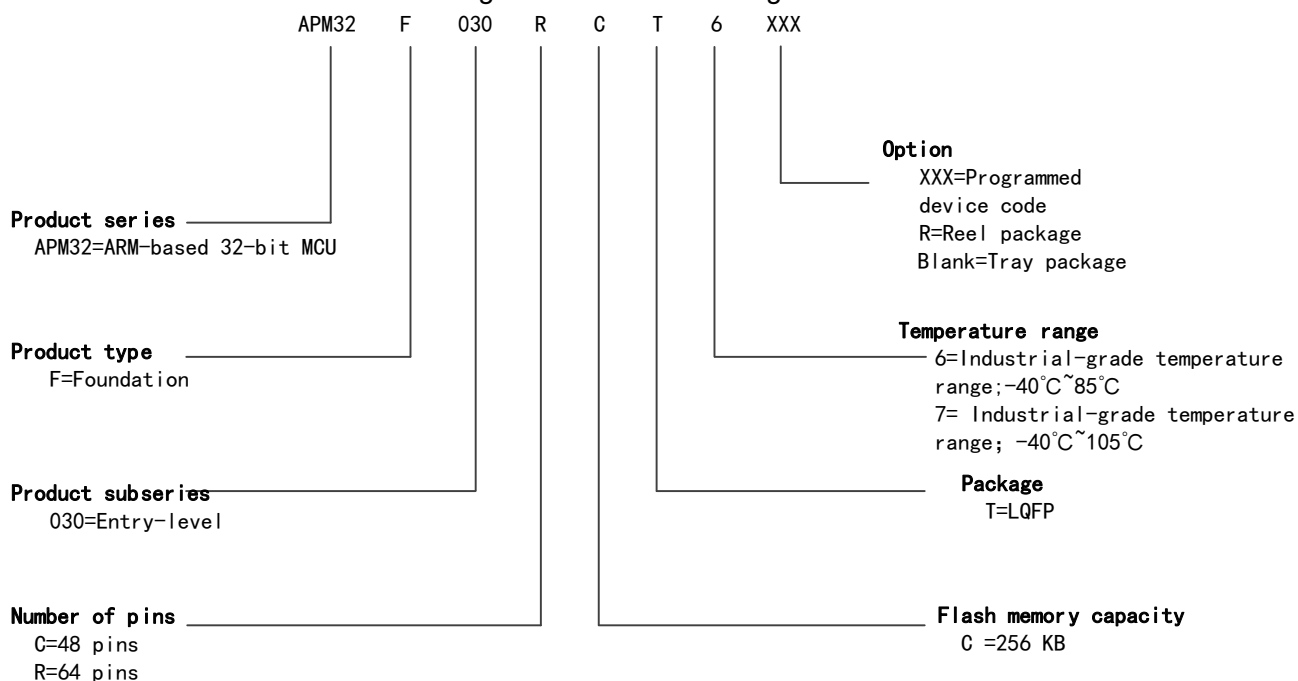 APM32 F 030 R C T 6 XXX
Option
XXX=Programmed
device code
R=Reel package
Blank=Tray package
Product series
APM32=ARM-based 32-bit MCU
Temperature range
6=Industrial-grade temperature
range;-40℃~85℃
7= Industrial-grade temperature
range; -40℃~105℃
Product type
F=Foundation
Package
T=LQFP
Product subseries
030=Entry-level
Number of pins
C=48 pins
R=64 pins
Flash memory capacity
C =256 KB